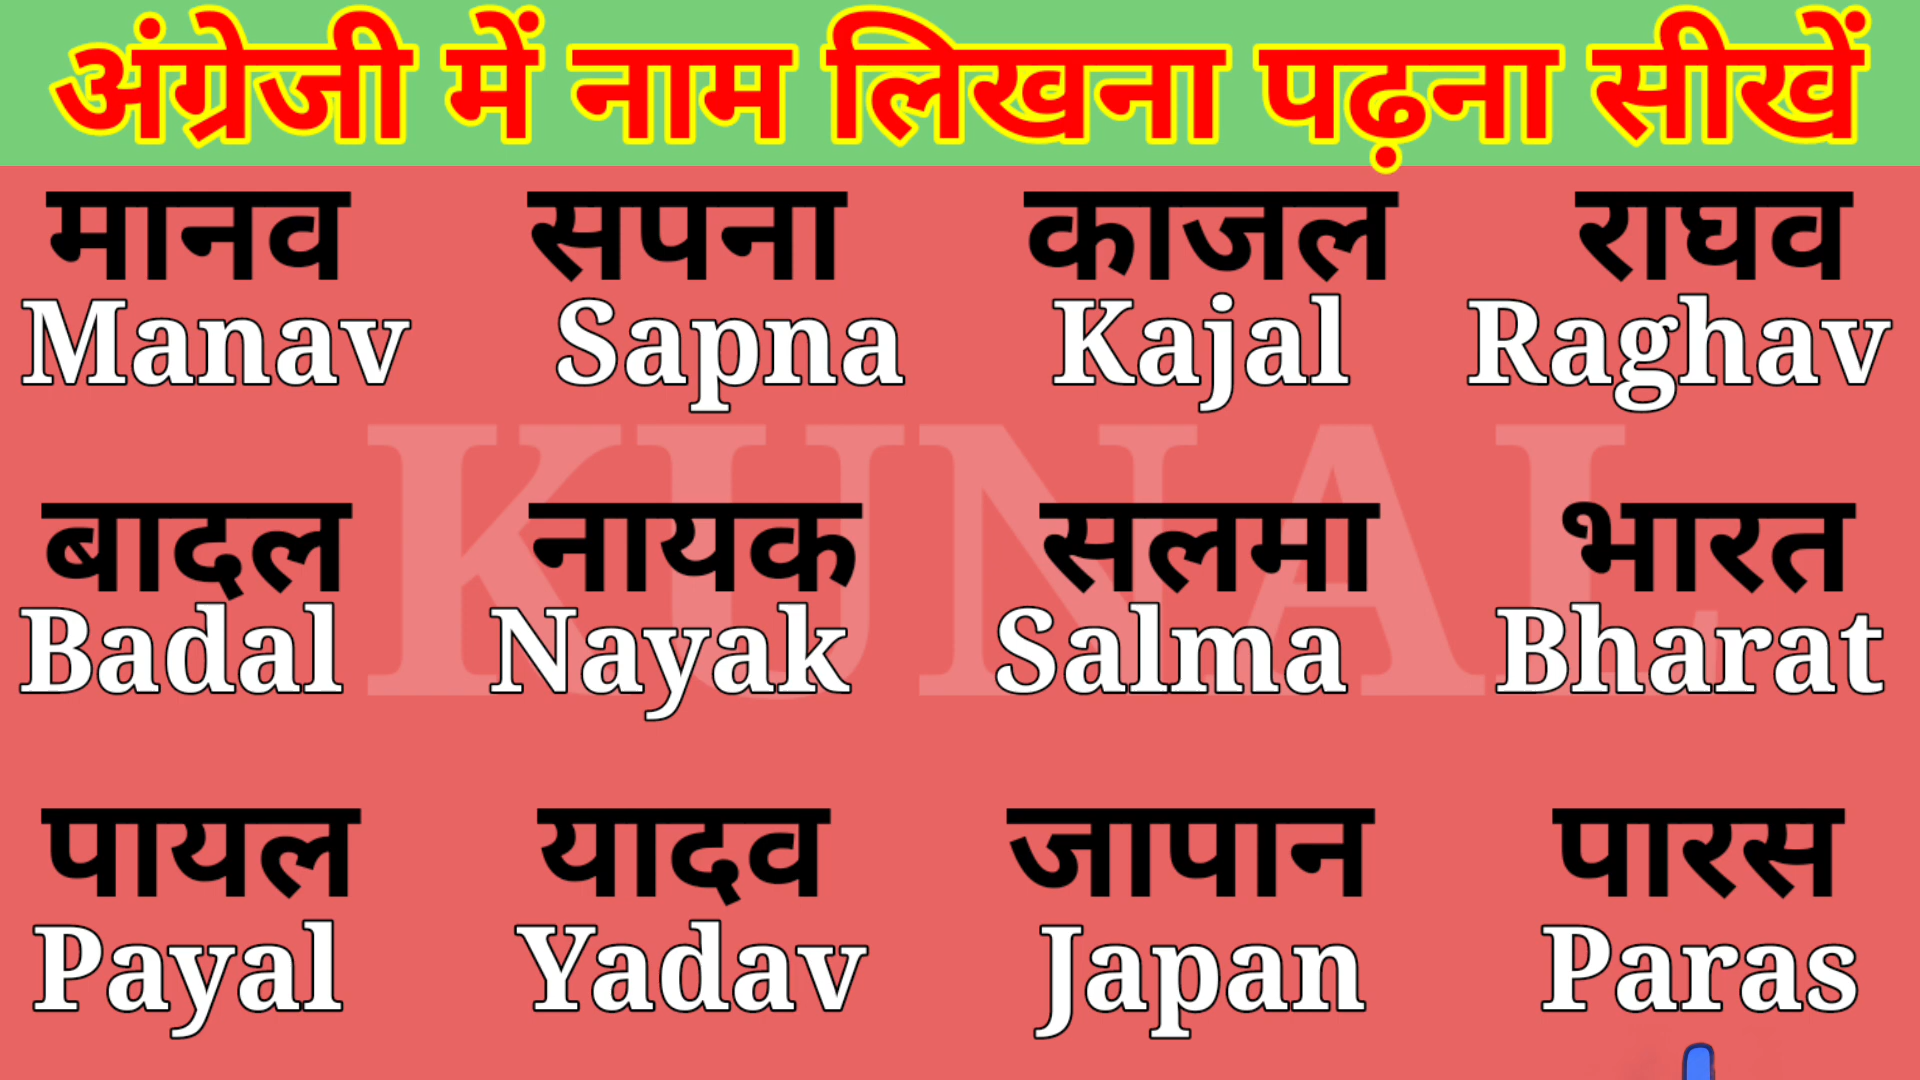 अंग्रेजी में नाम लिखना पढ़ना सीखें
मानव सपना काजल राघव
Manav Sapna Kajal Raghav
KUNAL
बादल नायक सलमा भारत
Badal Nayak Salma Bharat
पायल यादव जापान पारस
Payal Yadav Japan Paras